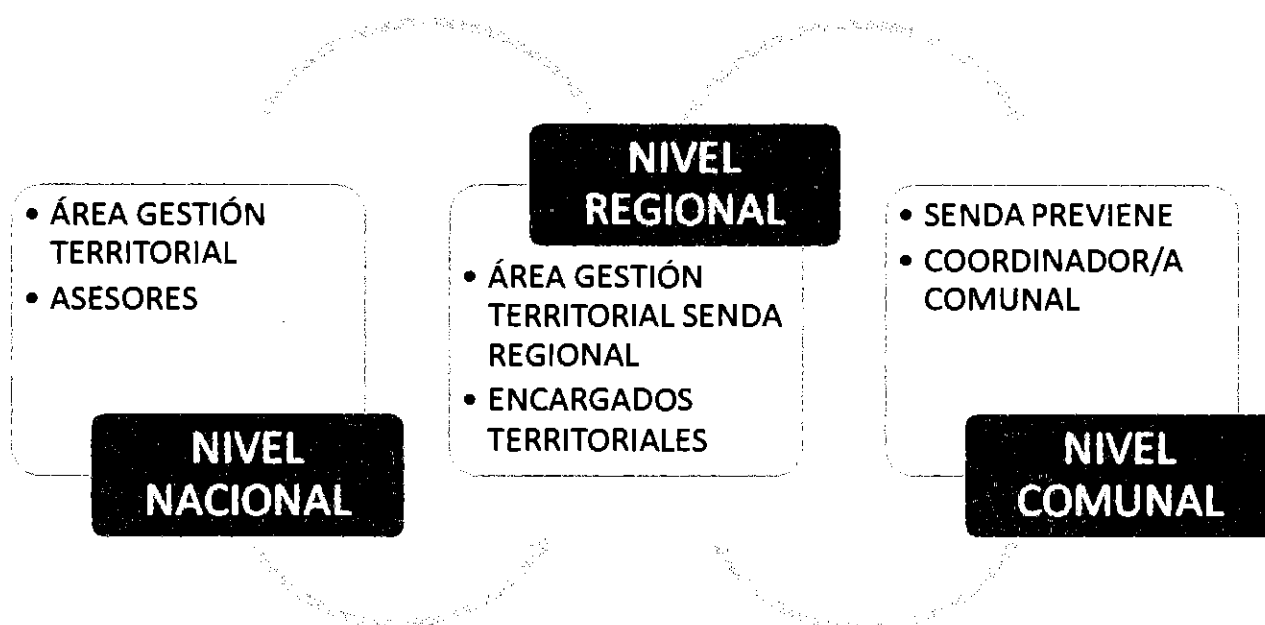 • ÁREA GESTIÓN
TERRITORIAL
• ASESORES
NIVEL
NACIONAL
NIVEL
REGIONAL
• ÁREA GESTIÓN
TERRITORIAL SENDA
REGIONAL
• ENCARGADOS
TERRITORIALES
• SENDA PREVIENE
• COORDINADOR/A
COMUNAL
NIVEL
COMUNAL